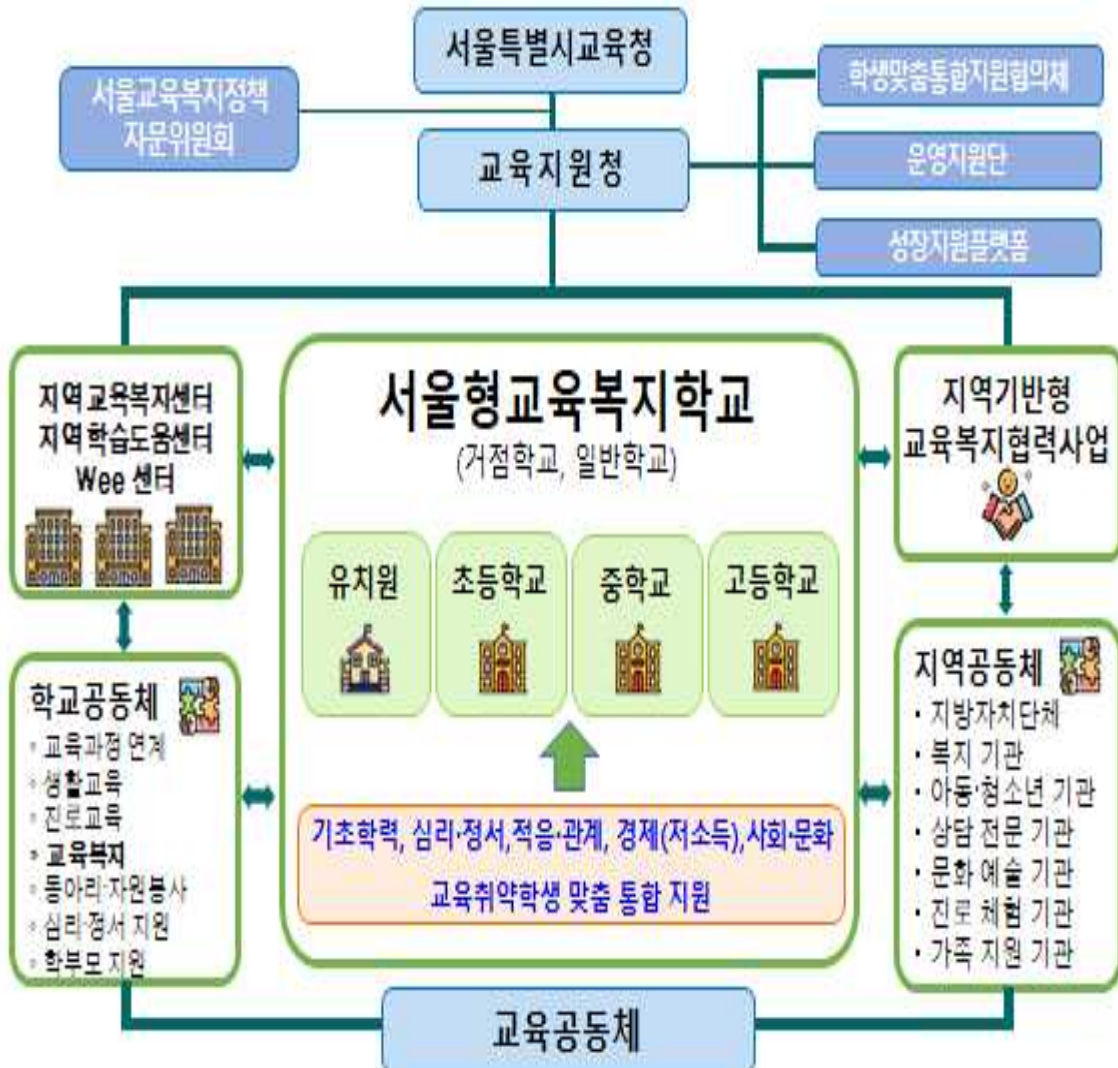 서울특별시교육청
서울교육복지정책
자문위원회
학생맞춤통합지원협의체
교육지원청
운영지원단
성장지원플랫폼
지역교육복지센터
지역학습도움센터
Wee 센터
서울형교육복지학교
(거점학교, 일반학교)
유치원
초등학교
중학교
고등학교
기초학력, 심리·정서,적응·관계, 경제(저소득),사회·문화
교육취약학생 맞춤 통합 지원
지역기반형
교육복지협력사업
학교공동체
◦ 교육과정 연계
◦ 생활교육
◦ 진로교육
◦ 교육복지
◦ 동아리·자원봉사
◦ 심리·정서 지원
◦ 학부모 지원
지역공동체
· 지방자치단체
· 복지 기관
· 아동·청소년 기관
· 상담 전문 기관
· 문화 예술 기관
· 진로 체험 기관
· 가족 지원 기관
교육공동체